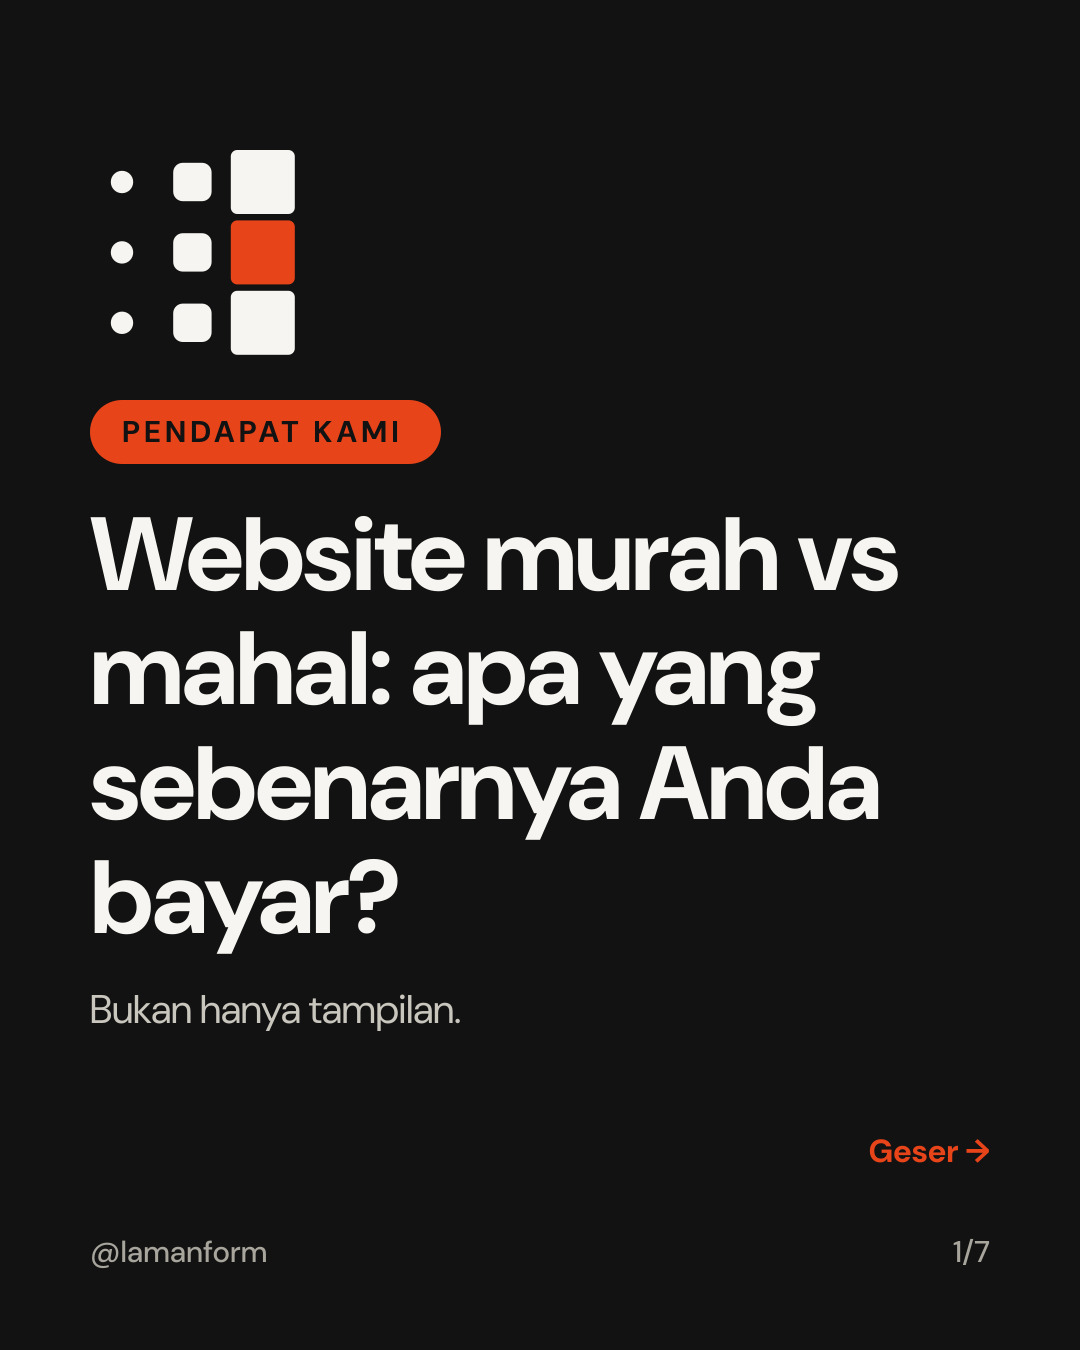 PENDAPAT KAMI
Website murah vs
mahal: apa yang
sebenarnya Anda
bayar?
Bukan hanya tampilan.
Geser →
@lamanform
1/7